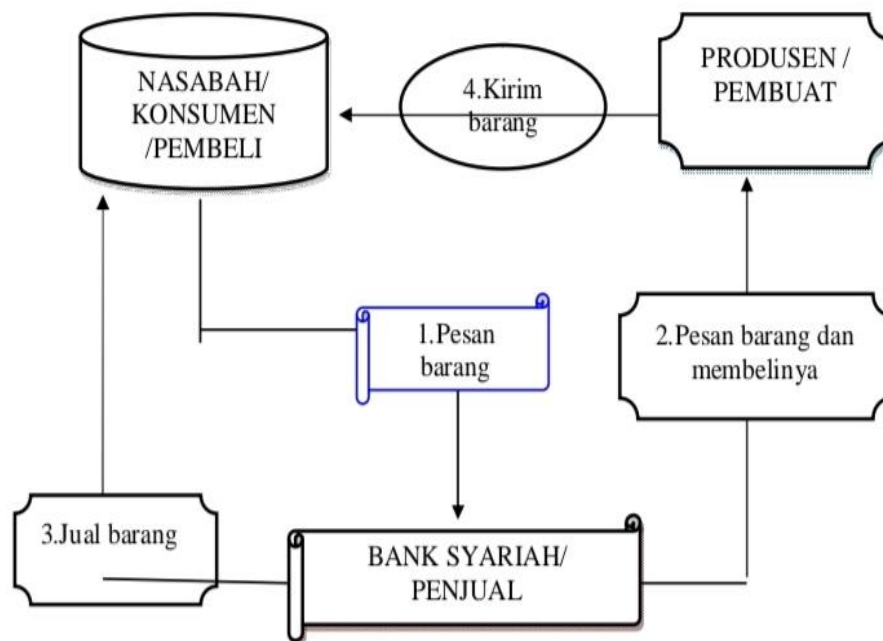 NASABAH/
KONSUMEN
/PEMBELI
4.Kirim
barang
PRODUSEN /
PEMBUAT
1.Pesan
barang
2.Pesan barang dan
membelinya
3.Jual barang
BANK SYARIAH/
PENJUAL